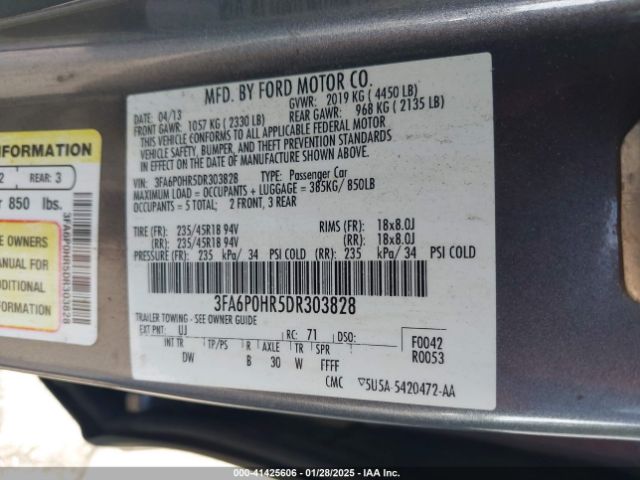 MFD. BY FORD MOTOR CO.
DATE: 04/13 GVWR: 2019 KG ( 4450 LB)
FRONT GAWR: 1057 KG ( 2330 LB) REAR GAWR: 968 KG ( 2135 LB)
THIS VEHICLE CONFORMS TO ALL APPLICABLE FEDERAL MOTOR
VEHICLE SAFETY, BUMPER, AND THEFT PREVENTION STANDARDS
IN EFFECT ON THE DATE OF MANUFACTURE SHOWN ABOVE.
VIN: 3FA6P0HR5DR303828 TYPE: Passenger Car
MAXIMUM LOAD = OCCUPANTS + LUGGAGE = 385KG/ 850LB
OCCUPANTS = 5 TOTAL: 2 FRONT, 3 REAR
TIRE (FR): 235/45R18 94V RIMS (FR): 18x8.0J
(RR): 235/45R18 94V (RR): 18x8.0J
PRESSURE (FR): 235 kPa/ 34 PSI COLD (RR): 235 kPa/ 34 PSI COLD
3FA6P0HR5DR303828
TRAILER TOWING - SEE OWNER GUIDE
EXT PNT: UJ RC: 71 DSO: F0042
INT TR TP/PS R AXLE TR SPR R0053
DW B 30 W FFFF
CMC ▽5U5A-5420472-AA
INFORMATION
2 REAR: 3
850 lbs.
OWNERS
MANUAL FOR
ADDITIONAL
3FA6P0HR5DR303828
000-41425606 - 01/28/2025 - IAAI.com